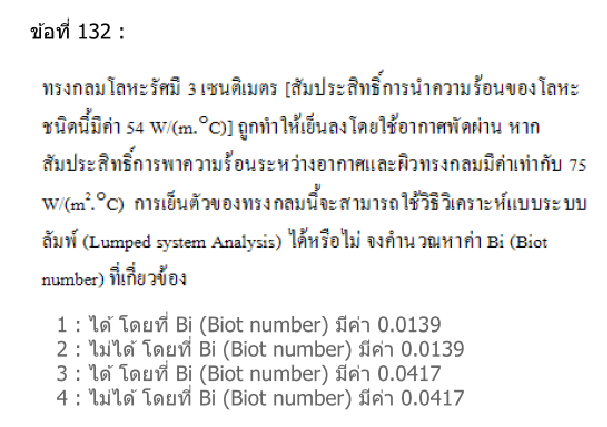 ข้อที่ 132 :
ทรงกลมโลหะรัศมี 3 เซนติเมตร [สัมประสิทธิ์การนำความร้อนของโลหะ
ชนิดนี้มีค่า 54 W/(m.°C)] ถูกทำให้เย็นลงโดยใช้อากาศพัดผ่าน หาก
สัมประสิทธิ์การพาความร้อนระหว่างอากาศและผิวทรงกลมมีค่าเท่ากับ 75
W/(m².°C) การเย็นตัวของทรงกลมนี้จะสามารถใช้วิธีวิเคราะห์แบบระบบ
ลัมพ์ (Lumped system Analysis) ได้หรือไม่ จงคำนวณหาค่า Bi (Biot
number) ที่เกี่ยวข้อง
1 : ได้ โดยที่ Bi (Biot number) มีค่า 0.0139
2 : ไม่ได้ โดยที่ Bi (Biot number) มีค่า 0.0139
3 : ได้ โดยที่ Bi (Biot number) มีค่า 0.0417
4 : ไม่ได้ โดยที่ Bi (Biot number) มีค่า 0.0417